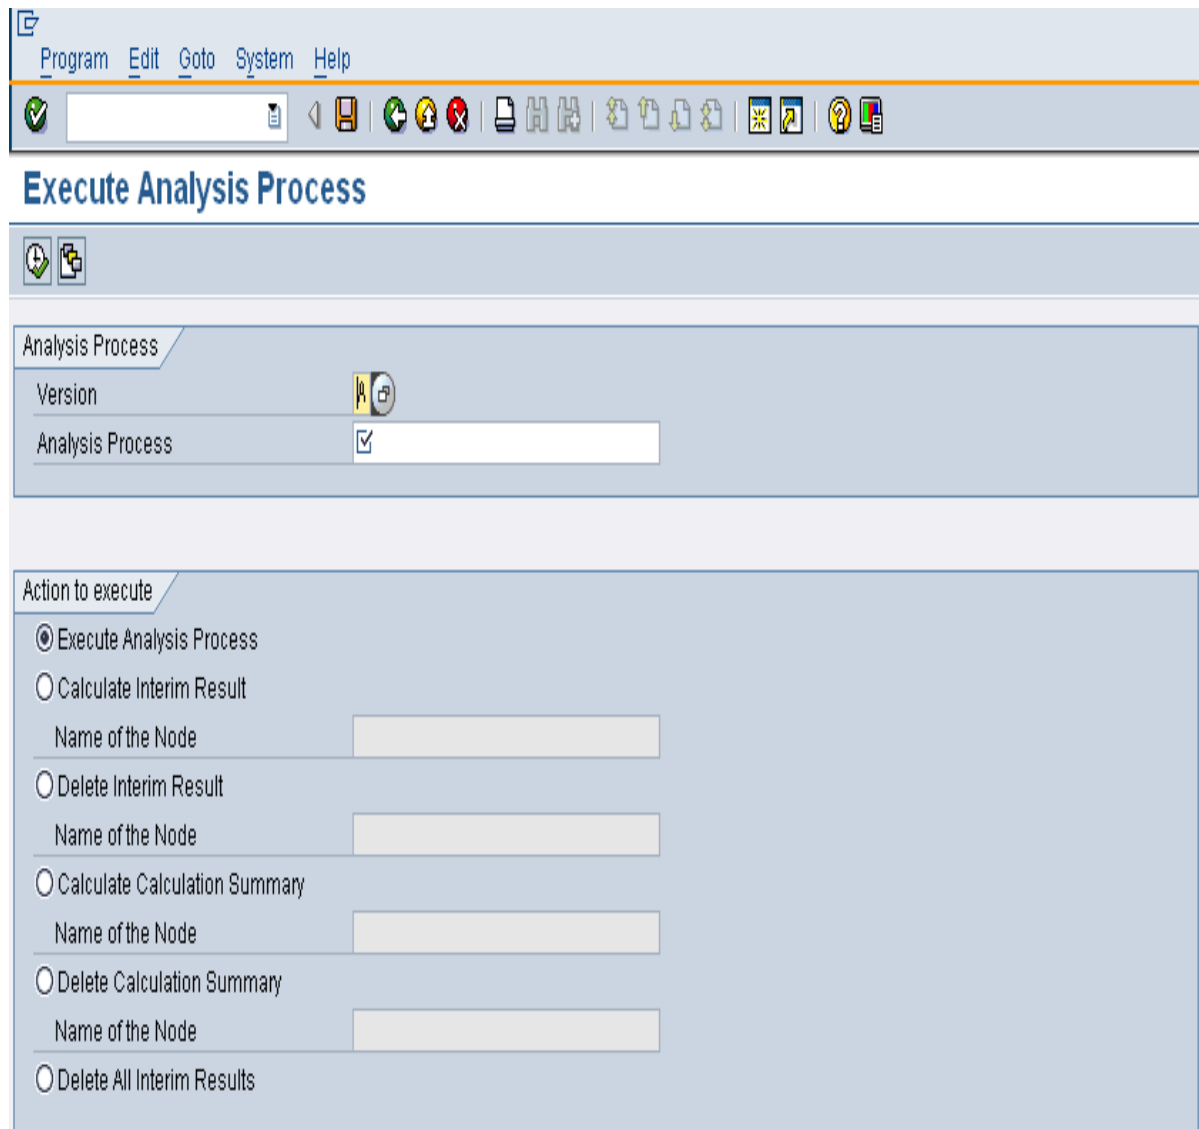 Program Edit Goto System Help
Execute Analysis Process
Analysis Process
Version A
Analysis Process
Action to execute
Execute Analysis Process
Calculate Interim Result
Name of the Node
Delete Interim Result
Name of the Node
Calculate Calculation Summary
Name of the Node
Delete Calculation Summary
Name of the Node
Delete All Interim Results